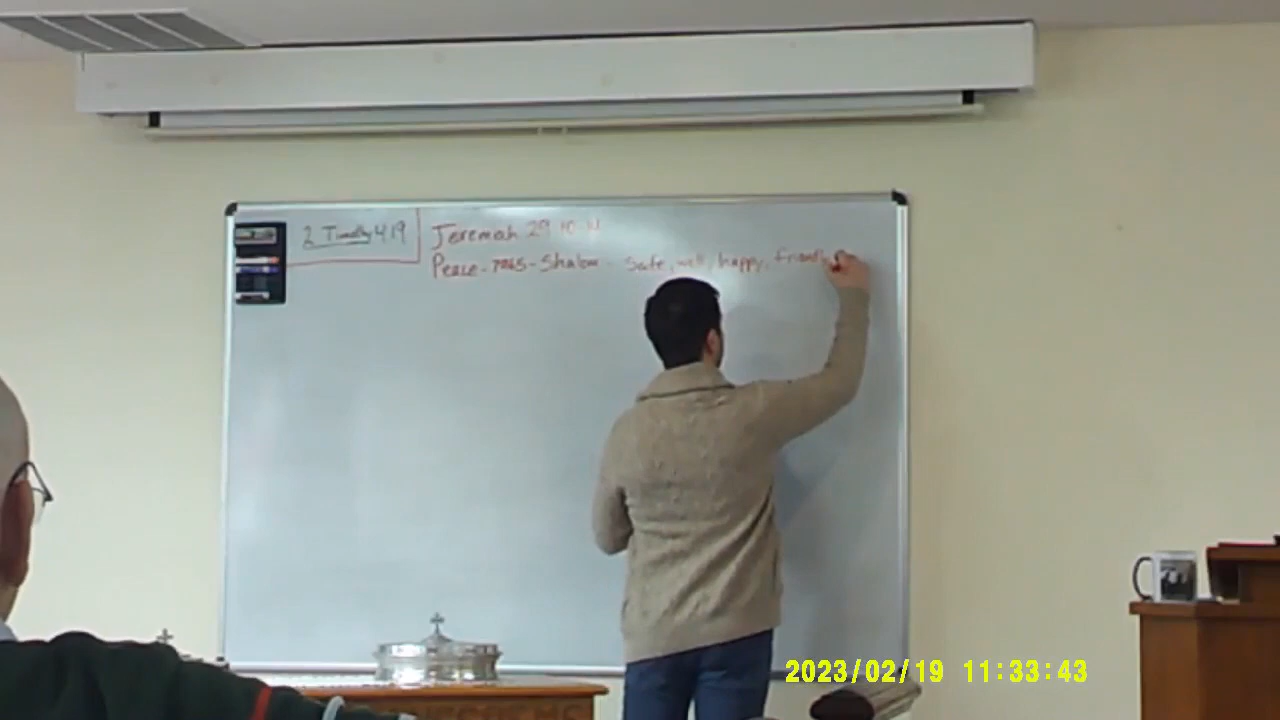 2 Timothy 4:19
Jeremah 29 10-14
Peace - 7965 - Shalom - Safe, well, happy, friendly
2023/02/19 11:33:43